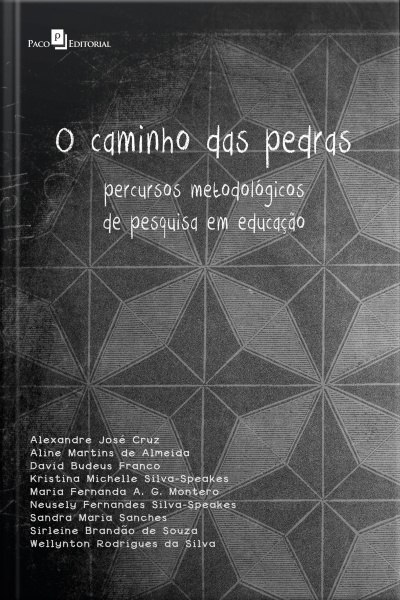 PACO P EDITORIAL
O caminho das pedras
percursos metodológicos
de pesquisa em educação
Alexandre José Cruz
Aline Martins de Almeida
David Budeus Franco
Kristina Michelle Silva-Speakes
Maria Fernanda A. G. Montero
Neusely Fernandes Silva-Speakes
Sandra Maria Sanches
Sirleine Brandão de Souza
Wellynton Rodrigues da Silva